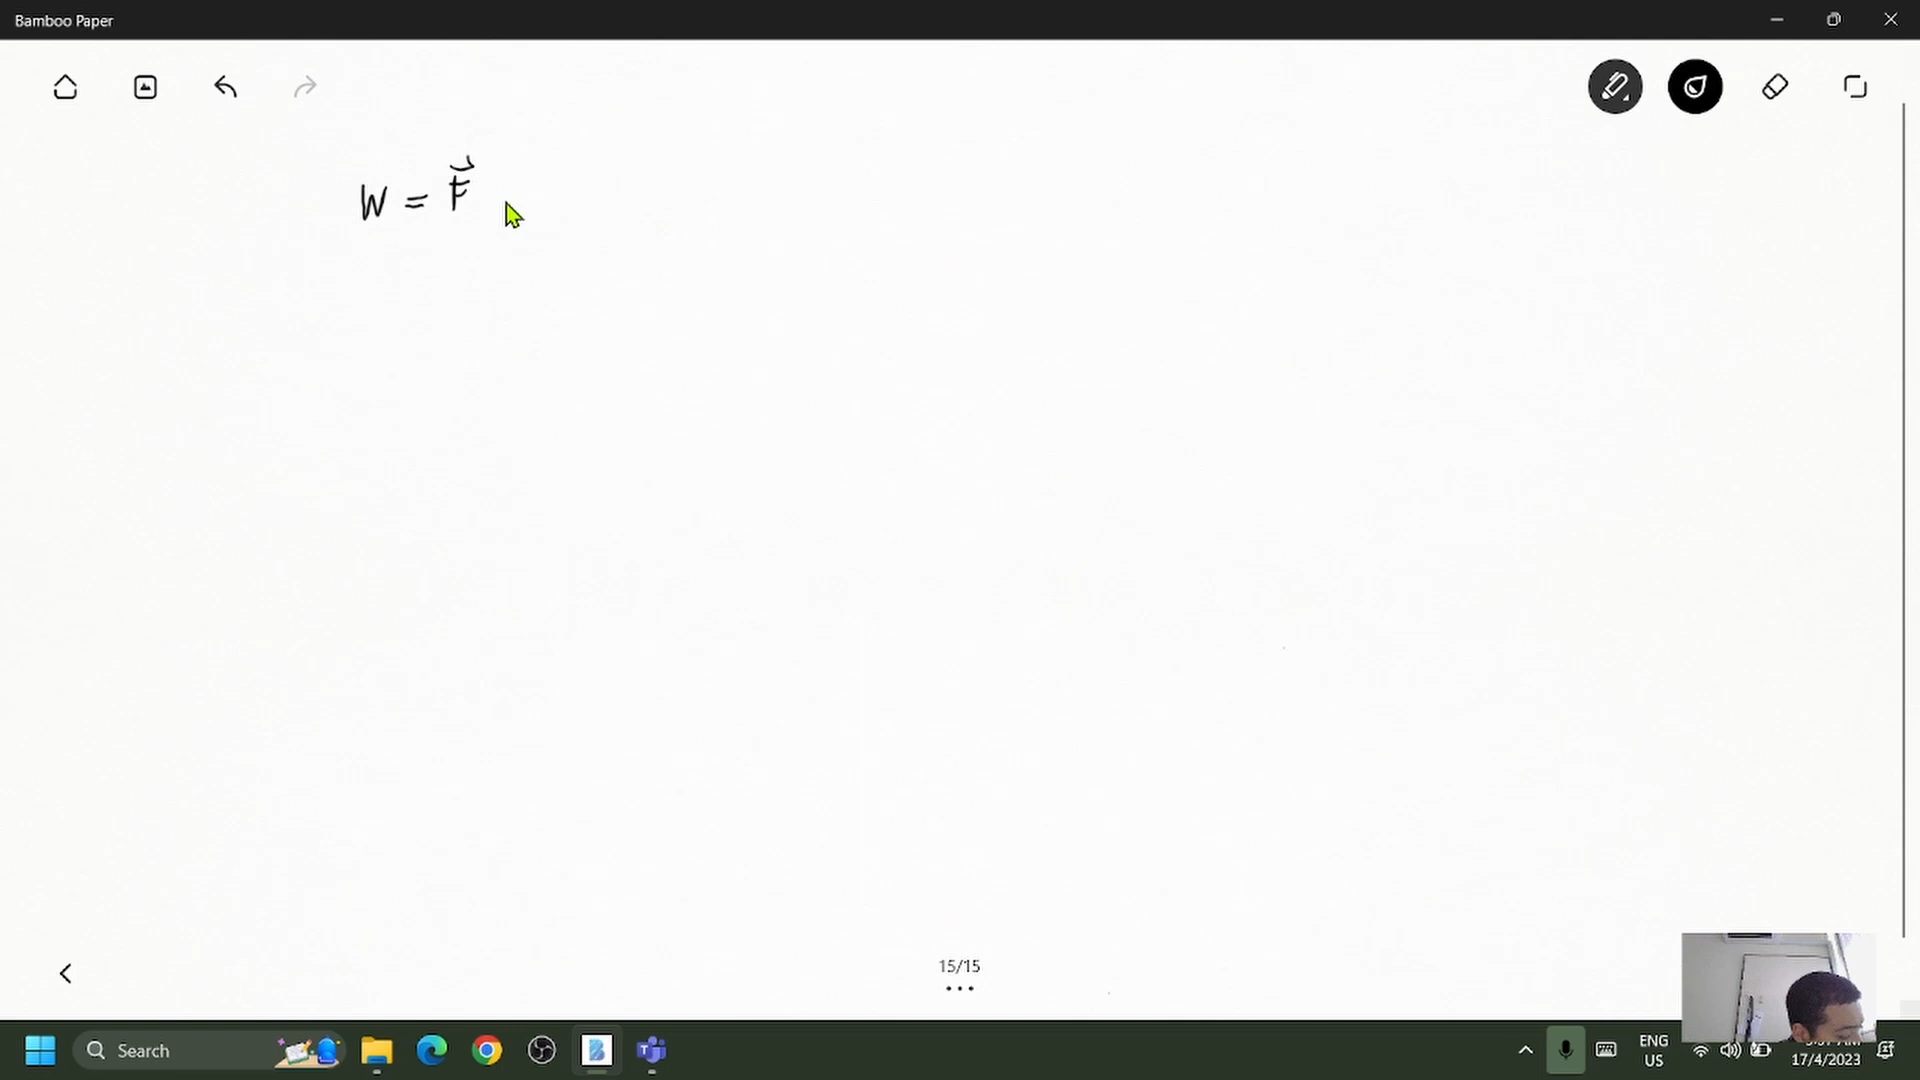 Bamboo Paper
W = F⃗
15/15
Search
ENG
US
17/4/2023